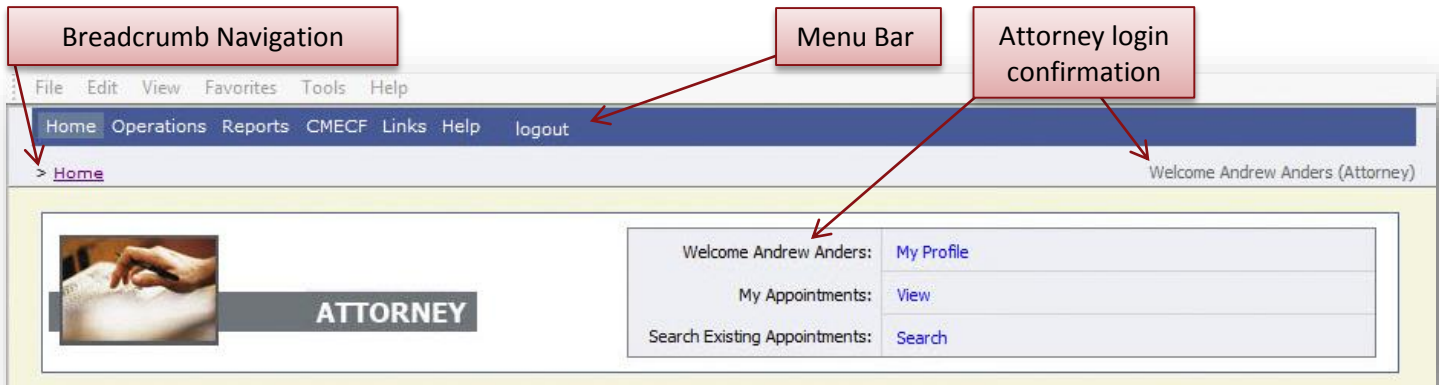 Breadcrumb Navigation
Menu Bar
Attorney login
confirmation
File Edit View Favorites Tools Help
Home Operations Reports CMECF Links Help logout
> Home
Welcome Andrew Anders (Attorney)
ATTORNEY
Welcome Andrew Anders: My Profile
My Appointments: View
Search Existing Appointments: Search